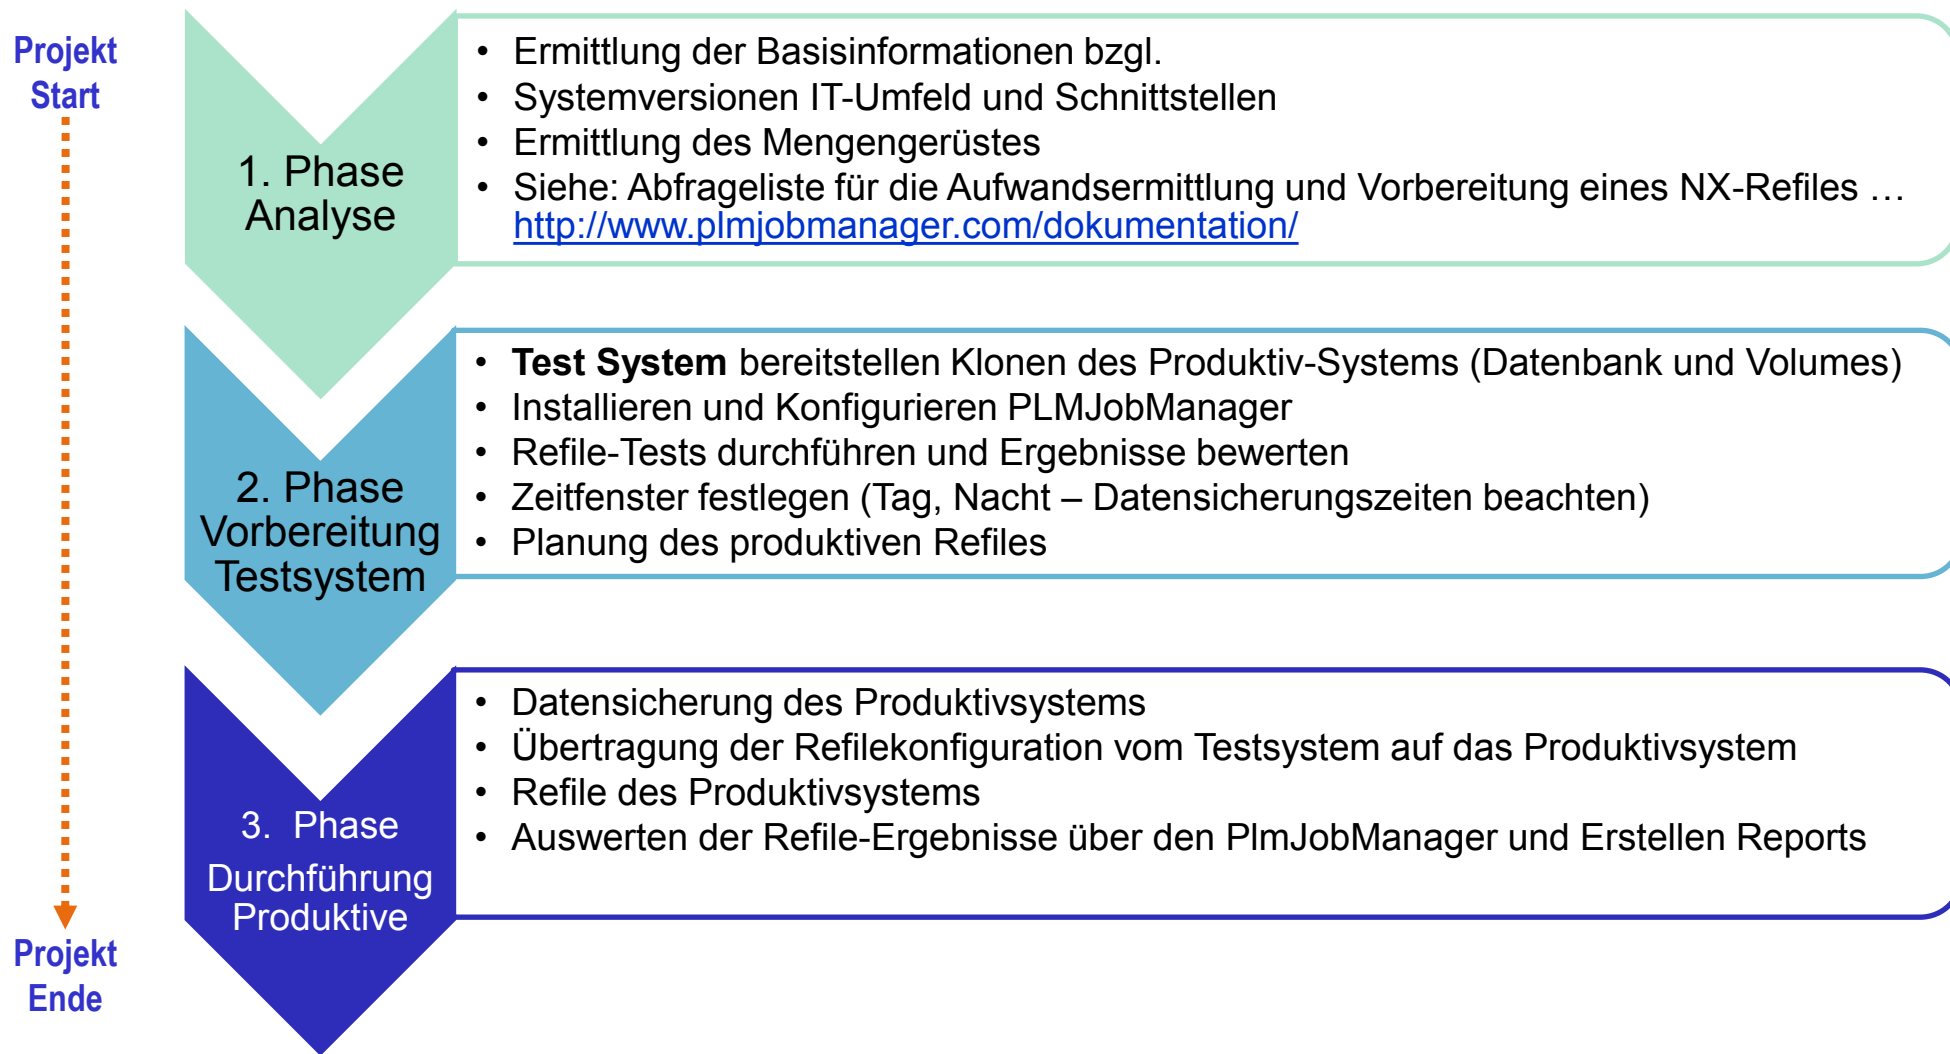 Projekt
Start
1. Phase
Analyse
• Ermittlung der Basisinformationen bzgl.
• Systemversionen IT-Umfeld und Schnittstellen
• Ermittlung des Mengengerüstes
• Siehe: Abfrageliste für die Aufwandsermittlung und Vorbereitung eines NX-Refiles …
http://www.plmjobmanager.com/dokumentation/
2. Phase
Vorbereitung
Testsystem
• Test System bereitstellen Klonen des Produktiv-Systems (Datenbank und Volumes)
• Installieren und Konfigurieren PLMJobManager
• Refile-Tests durchführen und Ergebnisse bewerten
• Zeitfenster festlegen (Tag, Nacht – Datensicherungszeiten beachten)
• Planung des produktiven Refiles
3. Phase
Durchführung
Produktive
• Datensicherung des Produktivsystems
• Übertragung der Refilekonfiguration vom Testsystem auf das Produktivsystem
• Refile des Produktivsystems
• Auswerten der Refile-Ergebnisse über den PlmJobManager und Erstellen Reports
Projekt
Ende